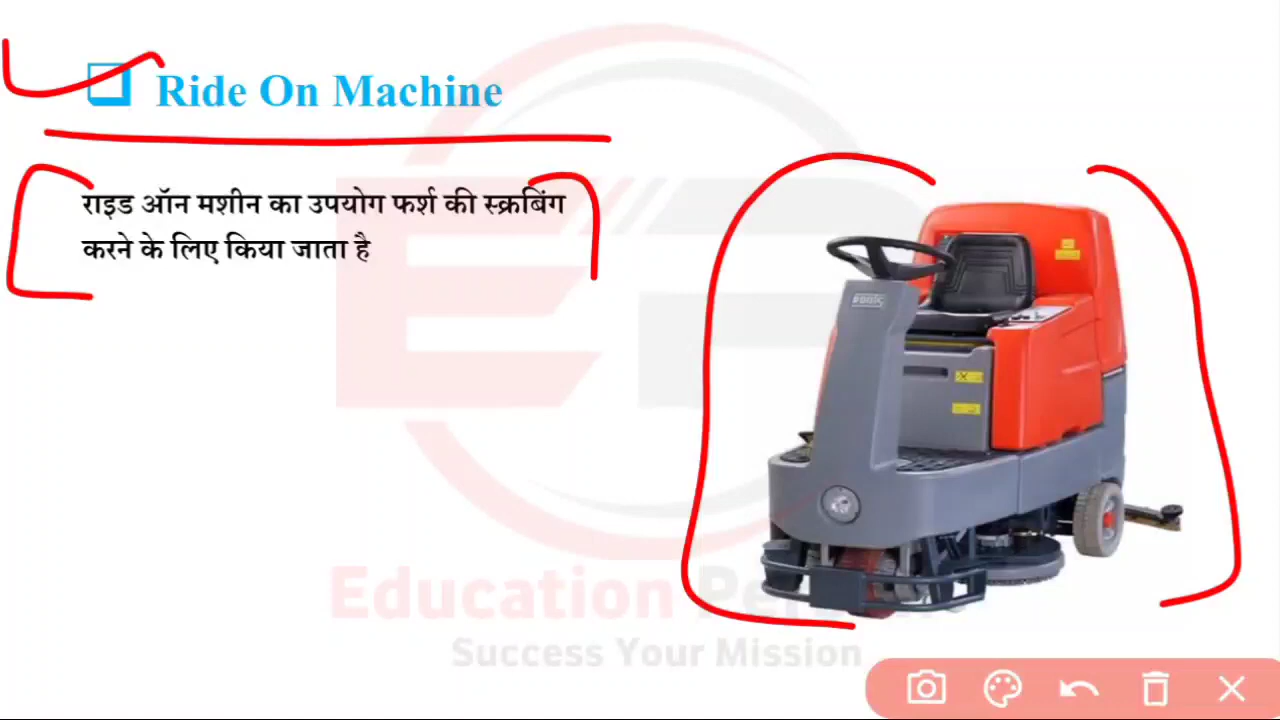 Ride On Machine
राइड ऑन मशीन का उपयोग फर्श की स्क्रबिंग
करने के लिए किया जाता है
Education
Success Your Mission